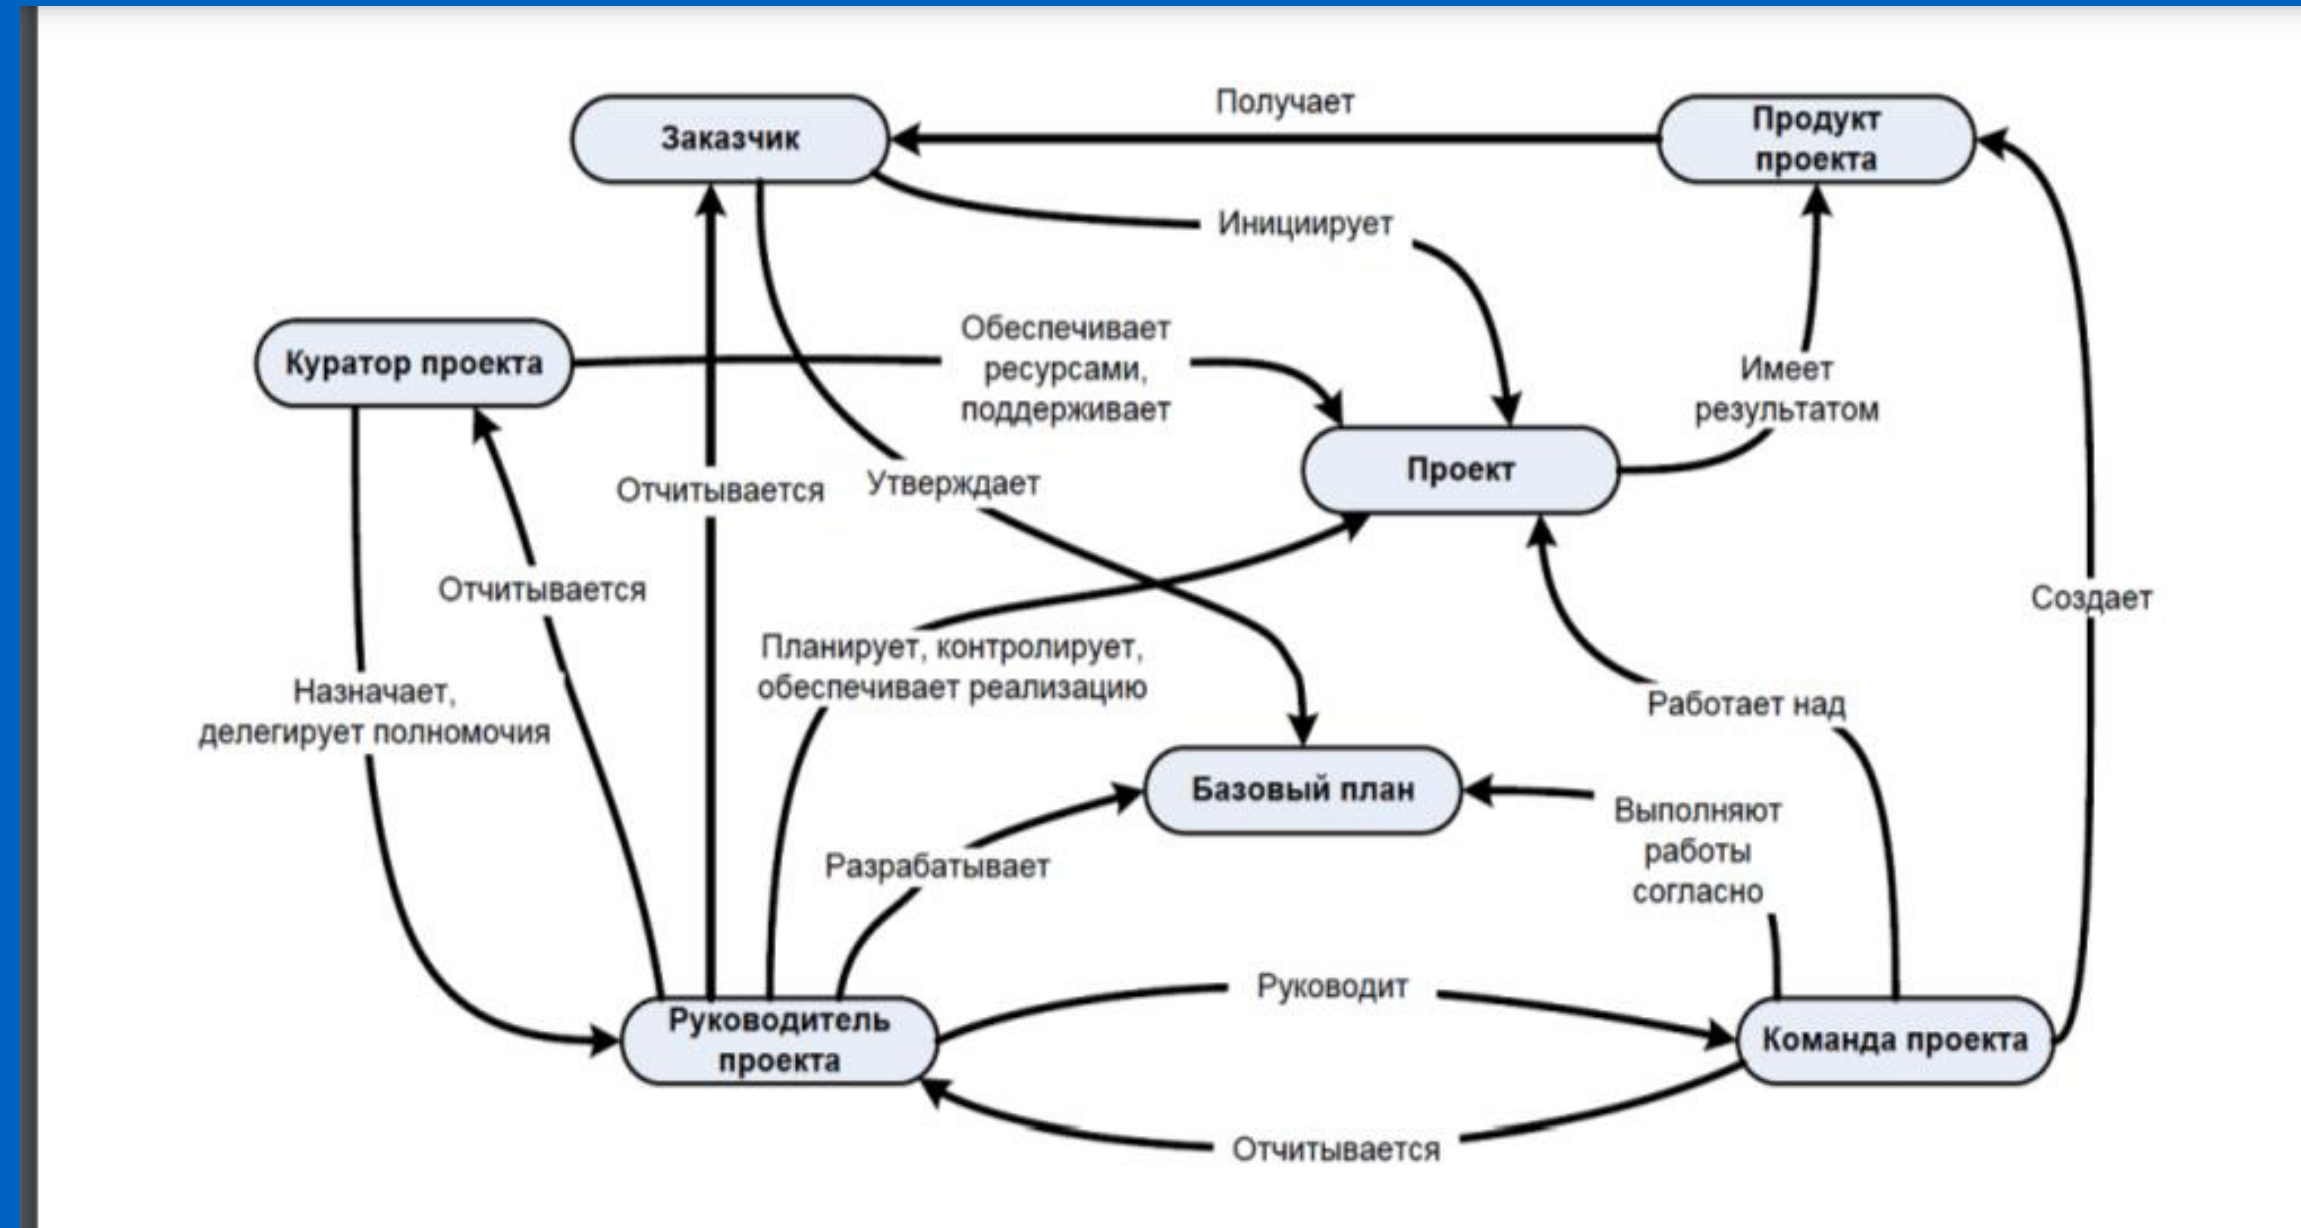 Получает
Заказчик
Продукт
проекта
Инициирует
Обеспечивает
ресурсами,
поддерживает
Куратор проекта
Имеет
результатом
Проект
Отчитывается
Утверждает
Отчитывается
Создает
Планирует, контролирует,
обеспечивает реализацию
Назначает,
делегирует полномочия
Работает над
Базовый план
Выполняют
работы
согласно
Разрабатывает
Руководит
Руководитель
проекта
Команда проекта
Отчитывается